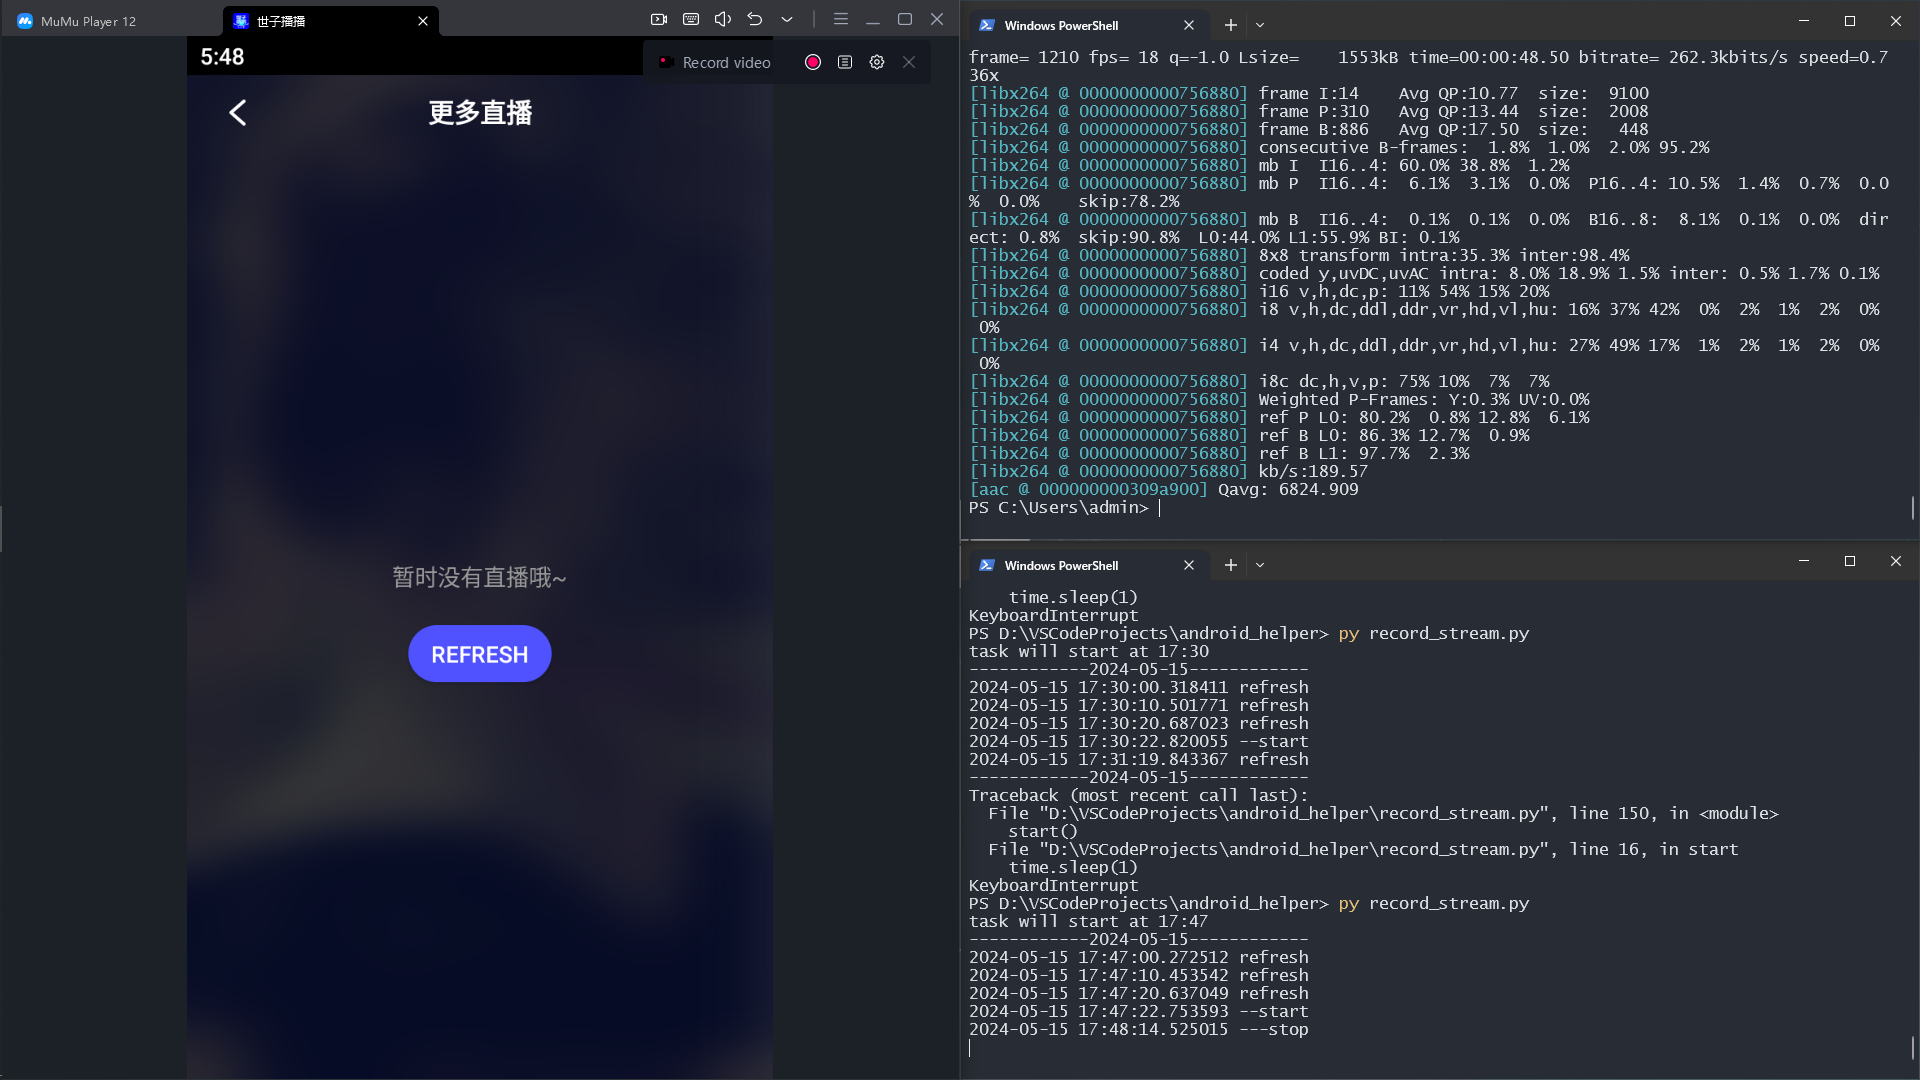 MuMu Player 12
世子播播
5:48
Record video
更多直播
暂时没有直播哦~
REFRESH
Windows PowerShell
frame= 1210 fps= 18 q=-1.0 Lsize=    1553kB time=00:00:48.50 bitrate= 262.3kbits/s speed=0.7
36x
[libx264 @ 0000000000756880] frame I:14    Avg QP:10.77  size:  9100
[libx264 @ 0000000000756880] frame P:310   Avg QP:13.44  size:  2008
[libx264 @ 0000000000756880] frame B:886   Avg QP:17.50  size:   448
[libx264 @ 0000000000756880] consecutive B-frames:  1.8%  1.0%  2.0% 95.2%
[libx264 @ 0000000000756880] mb I  I16..4: 60.0% 38.8%  1.2%
[libx264 @ 0000000000756880] mb P  I16..4:  6.1%  3.1%  0.0%  P16..4: 10.5%  1.4%  0.7%  0.0
%  0.0%    skip:78.2%
[libx264 @ 0000000000756880] mb B  I16..4:  0.1%  0.1%  0.0%  B16..8:  8.1%  0.1%  0.0%  dir
ect: 0.8%  skip:90.8%  L0:44.0% L1:55.9% BI: 0.1%
[libx264 @ 0000000000756880] 8x8 transform intra:35.3% inter:98.4%
[libx264 @ 0000000000756880] coded y,uvDC,uvAC intra: 8.0% 18.9% 1.5% inter: 0.5% 1.7% 0.1%
[libx264 @ 0000000000756880] i16 v,h,dc,p: 11% 54% 15% 20%
[libx264 @ 0000000000756880] i8 v,h,dc,ddl,ddr,vr,hd,vl,hu: 16% 37% 42%  0%  2%  1%  2%  0%
 0%
[libx264 @ 0000000000756880] i4 v,h,dc,ddl,ddr,vr,hd,vl,hu: 27% 49% 17%  1%  2%  1%  2%  0%
 0%
[libx264 @ 0000000000756880] i8c dc,h,v,p: 75% 10%  7%  7%
[libx264 @ 0000000000756880] Weighted P-Frames: Y:0.3% UV:0.0%
[libx264 @ 0000000000756880] ref P L0: 80.2%  0.8% 12.8%  6.1%
[libx264 @ 0000000000756880] ref B L0: 86.3% 12.7%  0.9%
[libx264 @ 0000000000756880] ref B L1: 97.7%  2.3%
[libx264 @ 0000000000756880] kb/s:189.57
[aac @ 000000000309a900] Qavg: 6824.909
PS C:\Users\admin>
Windows PowerShell
    time.sleep(1)
KeyboardInterrupt
PS D:\VSCodeProjects\android_helper> py record_stream.py
task will start at 17:30
------------2024-05-15------------
2024-05-15 17:30:00.318411 refresh
2024-05-15 17:30:10.501771 refresh
2024-05-15 17:30:20.687023 refresh
2024-05-15 17:30:22.820055 --start
2024-05-15 17:31:19.843367 refresh
------------2024-05-15------------
Traceback (most recent call last):
  File "D:\VSCodeProjects\android_helper\record_stream.py", line 150, in <module>
    start()
  File "D:\VSCodeProjects\android_helper\record_stream.py", line 16, in start
    time.sleep(1)
KeyboardInterrupt
PS D:\VSCodeProjects\android_helper> py record_stream.py
task will start at 17:47
------------2024-05-15------------
2024-05-15 17:47:00.272512 refresh
2024-05-15 17:47:10.453542 refresh
2024-05-15 17:47:20.637049 refresh
2024-05-15 17:47:22.753593 --start
2024-05-15 17:48:14.525015 ---stop